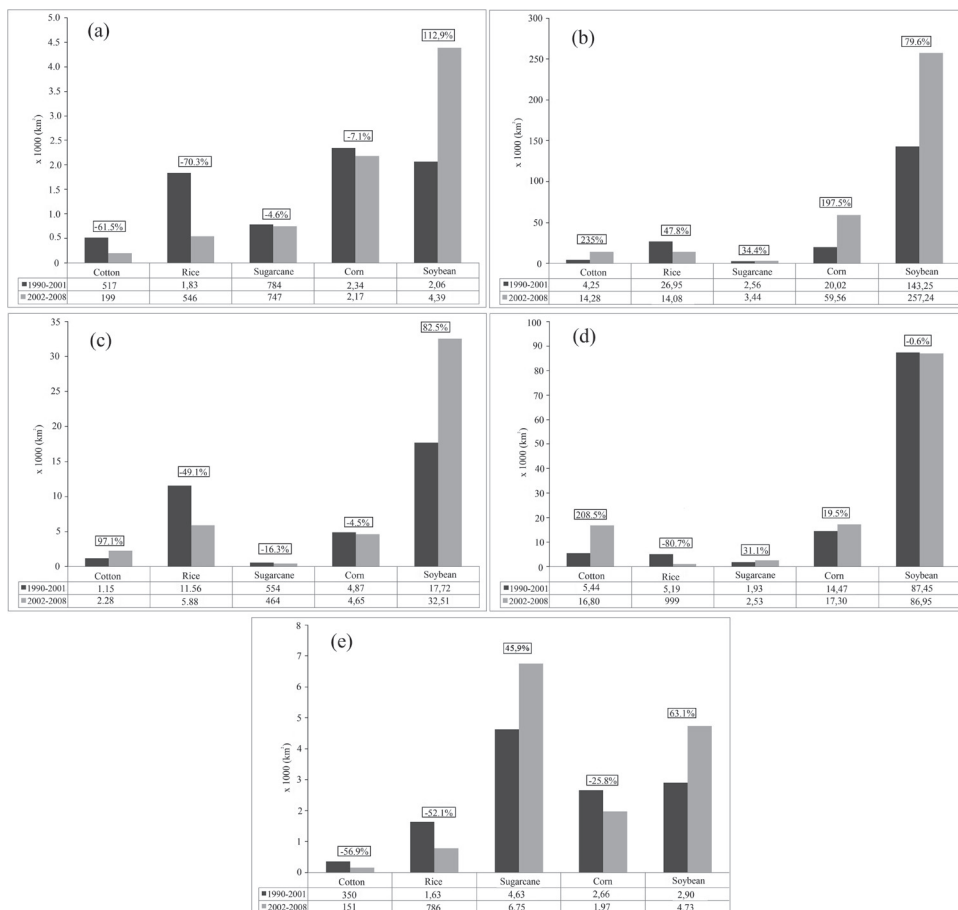 (a)
x 1000 (km²)
5.0
4.5
4.0
3.5
3.0
2.5
2.0
1.5
1.0
0.5
0
-61.5%
-70.3%
-4.6%
-7.1%
112,9%
Cotton Rice Sugarcane Corn Soybean
1990-2001 517 1,83 784 2,34 2,06
2002-2008 199 546 747 2,17 4,39
(b)
x 1000 (km²)
300
250
200
150
100
50
0
235%
47.8%
34.4%
197.5%
79.6%
Cotton Rice Sugarcane Corn Soybean
1990-2001 4,25 26,95 2,56 20,02 143,25
2002-2008 14,28 14,08 3,44 59,56 257,24
(c)
x 1000 (km²)
35
30
25
20
15
10
5
0
97.1%
-49.1%
-16.3%
-4.5%
82.5%
Cotton Rice Sugarcane Corn Soybean
1990-2001 1.15 11.56 554 4,87 17,72
2002-2008 2.28 5.88 464 4,65 32,51
(d)
x 1000 (km²)
100
90
80
70
60
50
40
30
20
10
0
208.5%
-80.7%
31.1%
19.5%
-0.6%
Cotton Rice Sugarcane Corn Soybean
1990-2001 5,44 5,19 1,93 14,47 87,45
2002-2008 16,80 999 2,53 17,30 86,95
(e)
x 1000 (km²)
8
7
6
5
4
3
2
1
0
-56.9%
-52.1%
45,9%
-25.8%
63.1%
Cotton Rice Sugarcane Corn Soybean
1990-2001 350 1,63 4,63 2,66 2,90
2002-2008 151 786 6,75 1,97 4,73